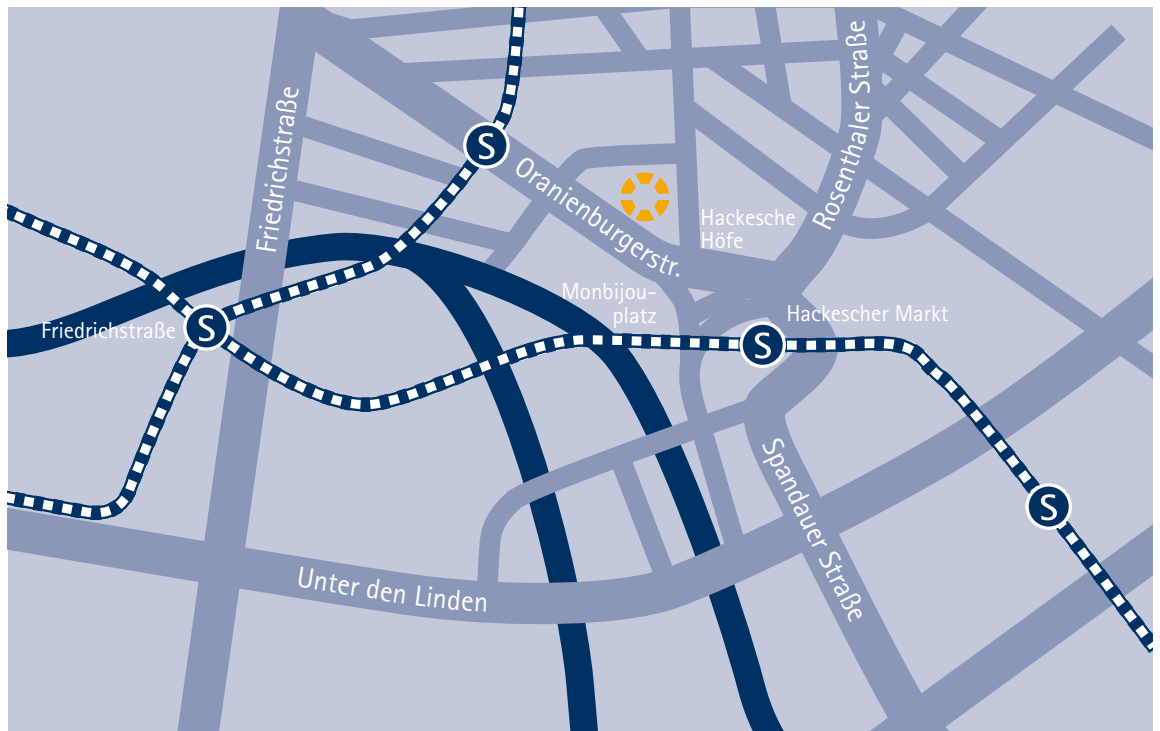 S
Friedrichstraße
Oranienburgerstr.
Rosenthaler Straße
Hackesche
Höfe
Monbijou-
platz
Friedrichstraße
S
S
Hackescher Markt
Spandauer Straße
S
Unter den Linden